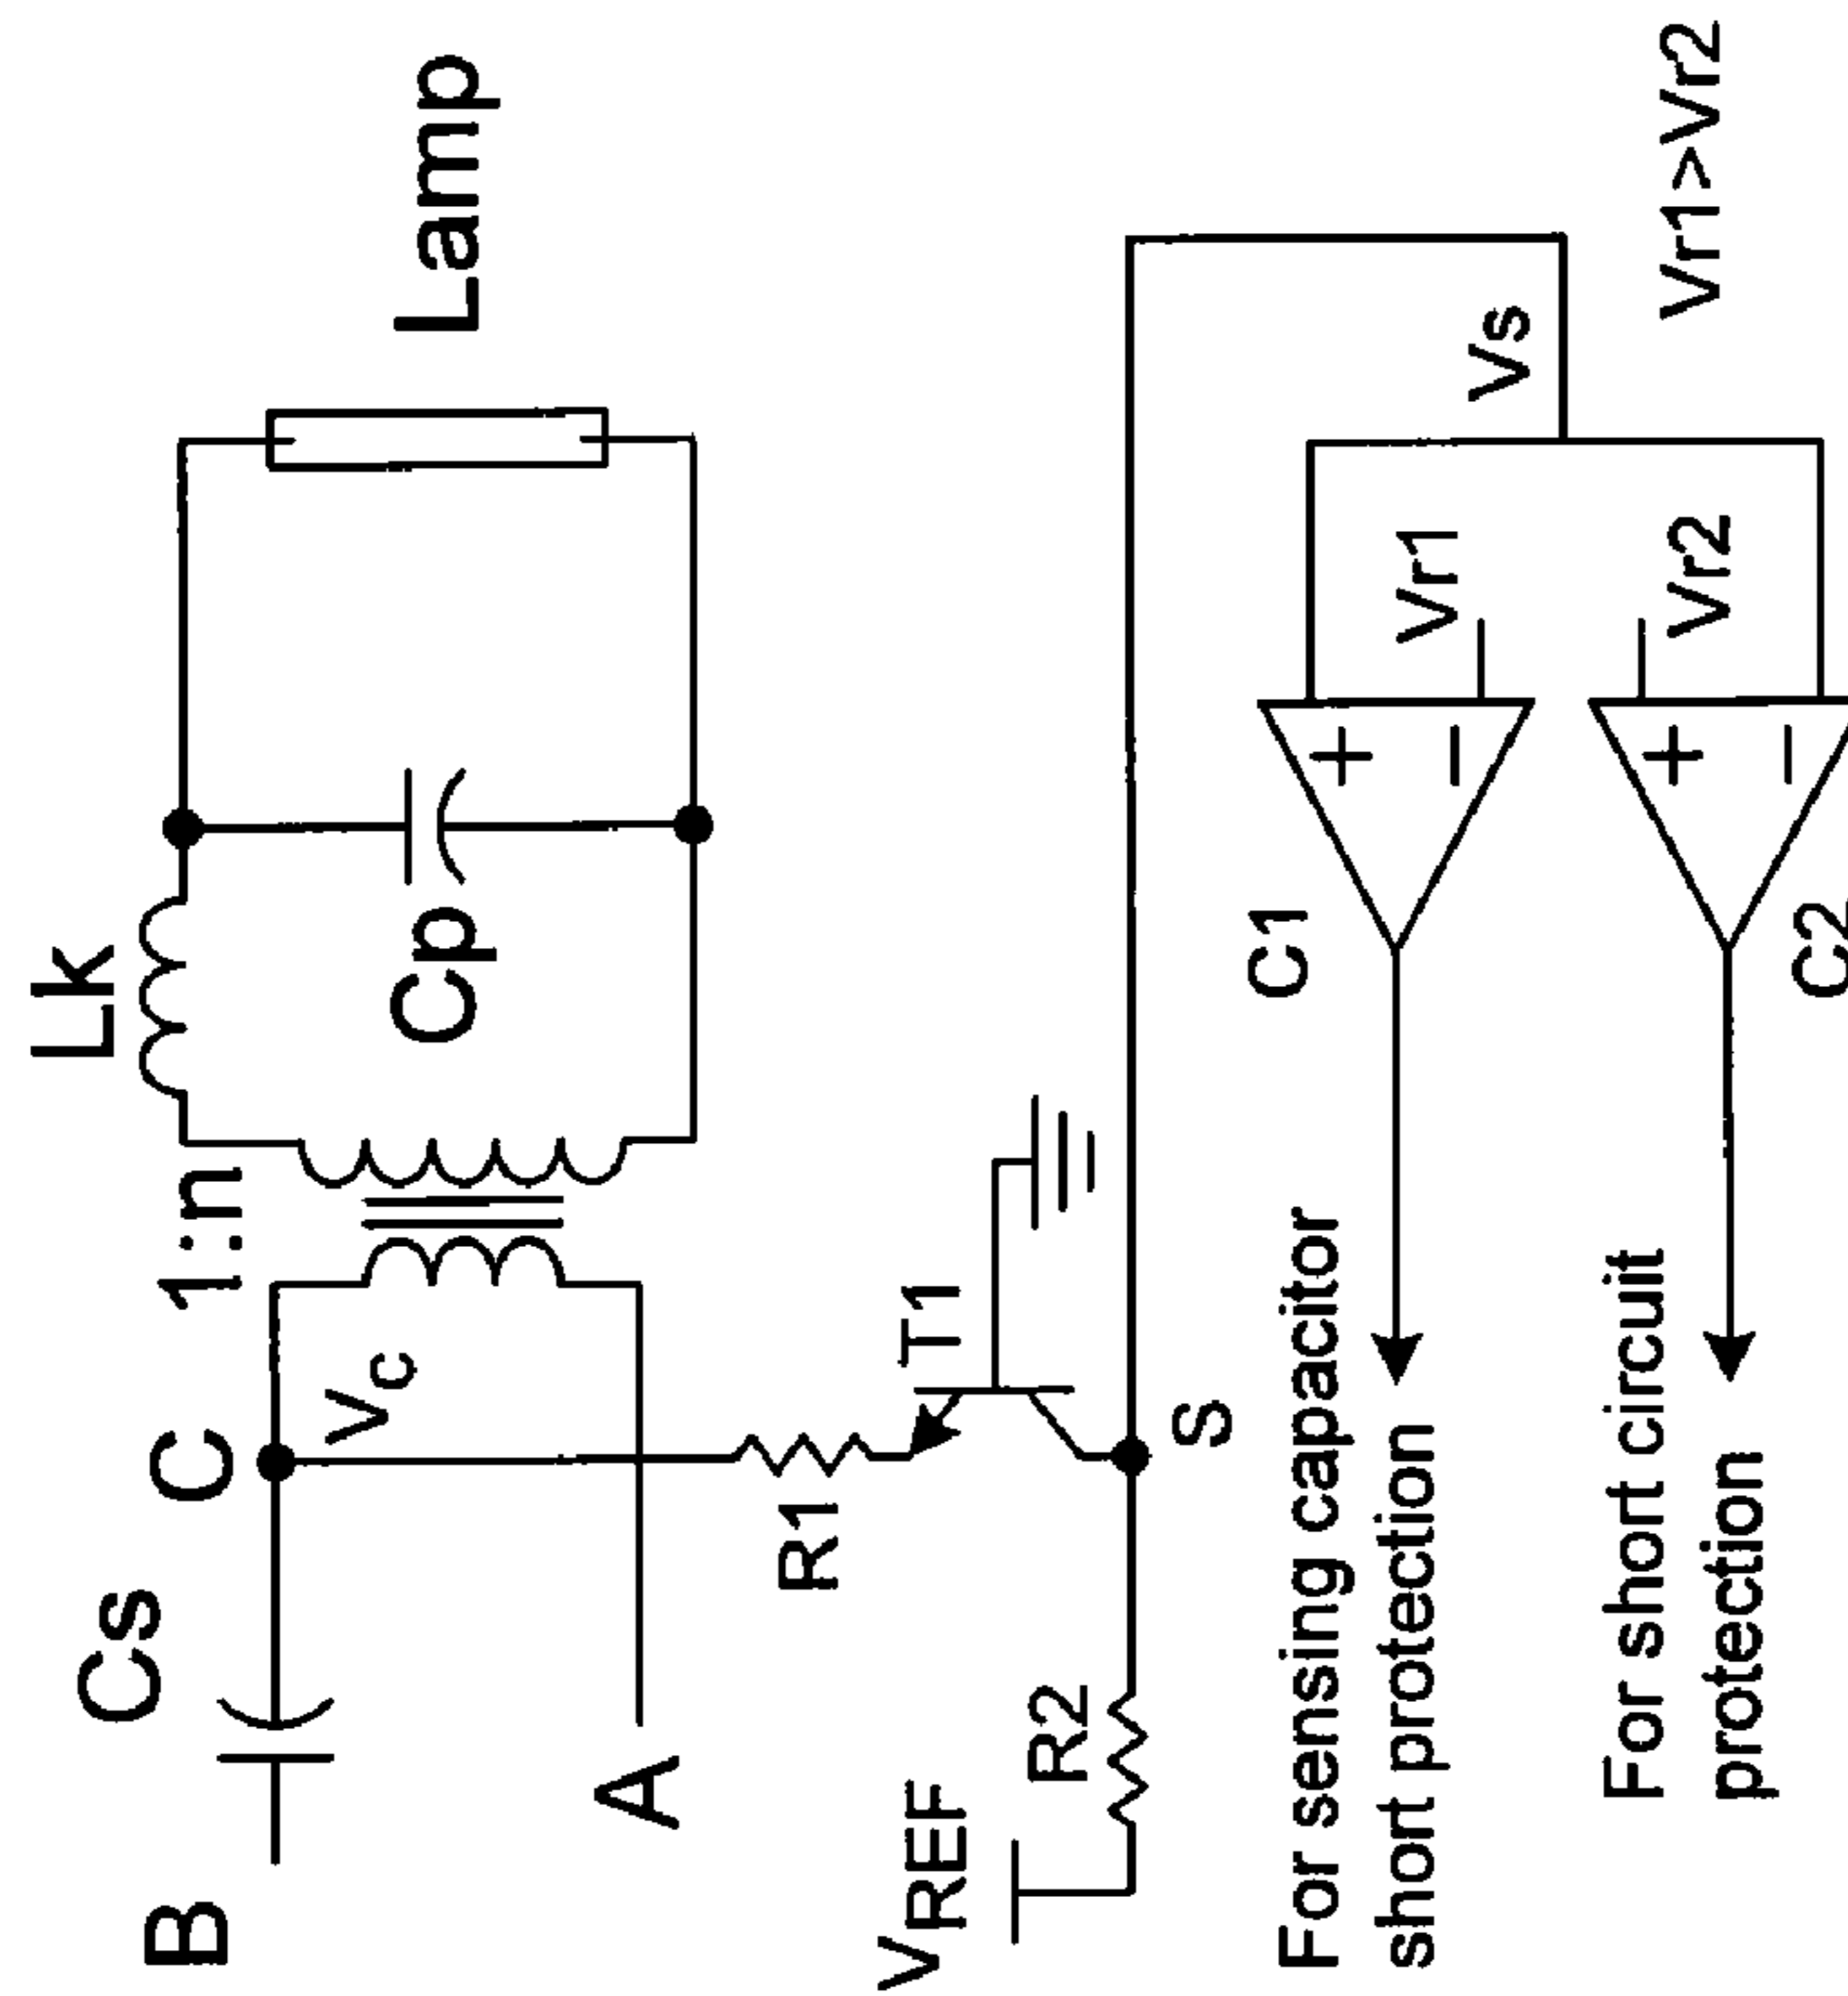 Lk
1:n
Cs
C
Vc
Cp
Lamp
B
A
R1
T1
VREF
R2
S
Vs
C1
Vr1
For sensing capacitor
short protection
Vr2
Vr1>Vr2
C2
For short circuit
protection
+
−
+
−